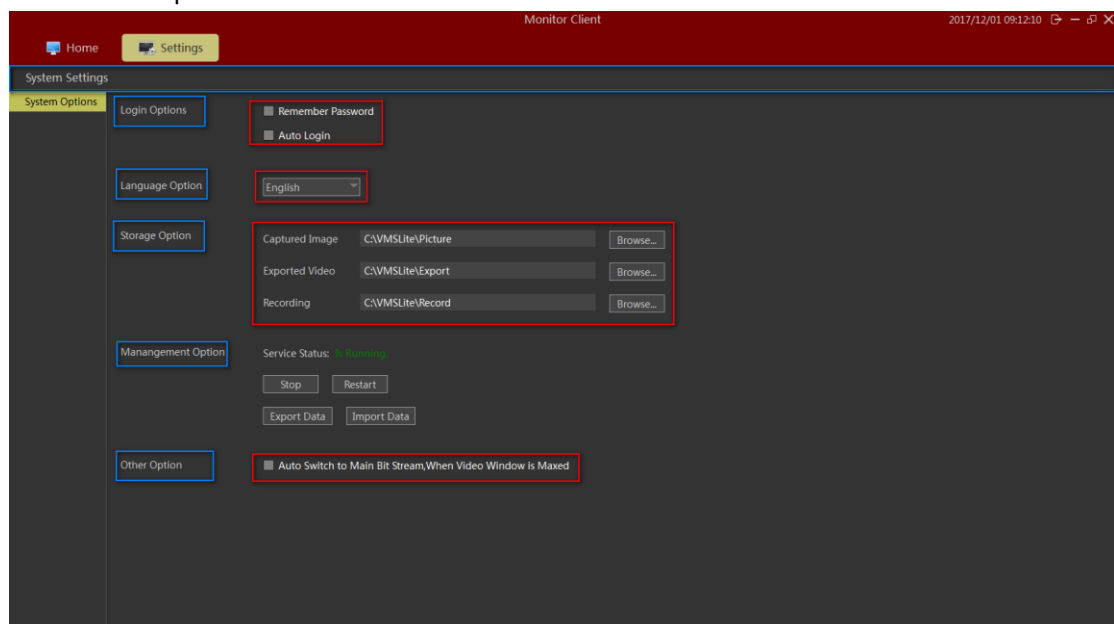 Monitor Client
2017/12/01 09:12:10
Home
Settings
System Settings
System Options
Login Options
Remember Password
Auto Login
Language Option
English
Storage Option
Captured Image C:\VMSLite\Picture Browse...
Exported Video C:\VMSLite\Export Browse...
Recording C:\VMSLite\Record Browse...
Manangement Option
Service Status: Is Running.
Stop Restart
Export Data Import Data
Other Option
Auto Switch to Main Bit Stream,When Video Window is Maxed